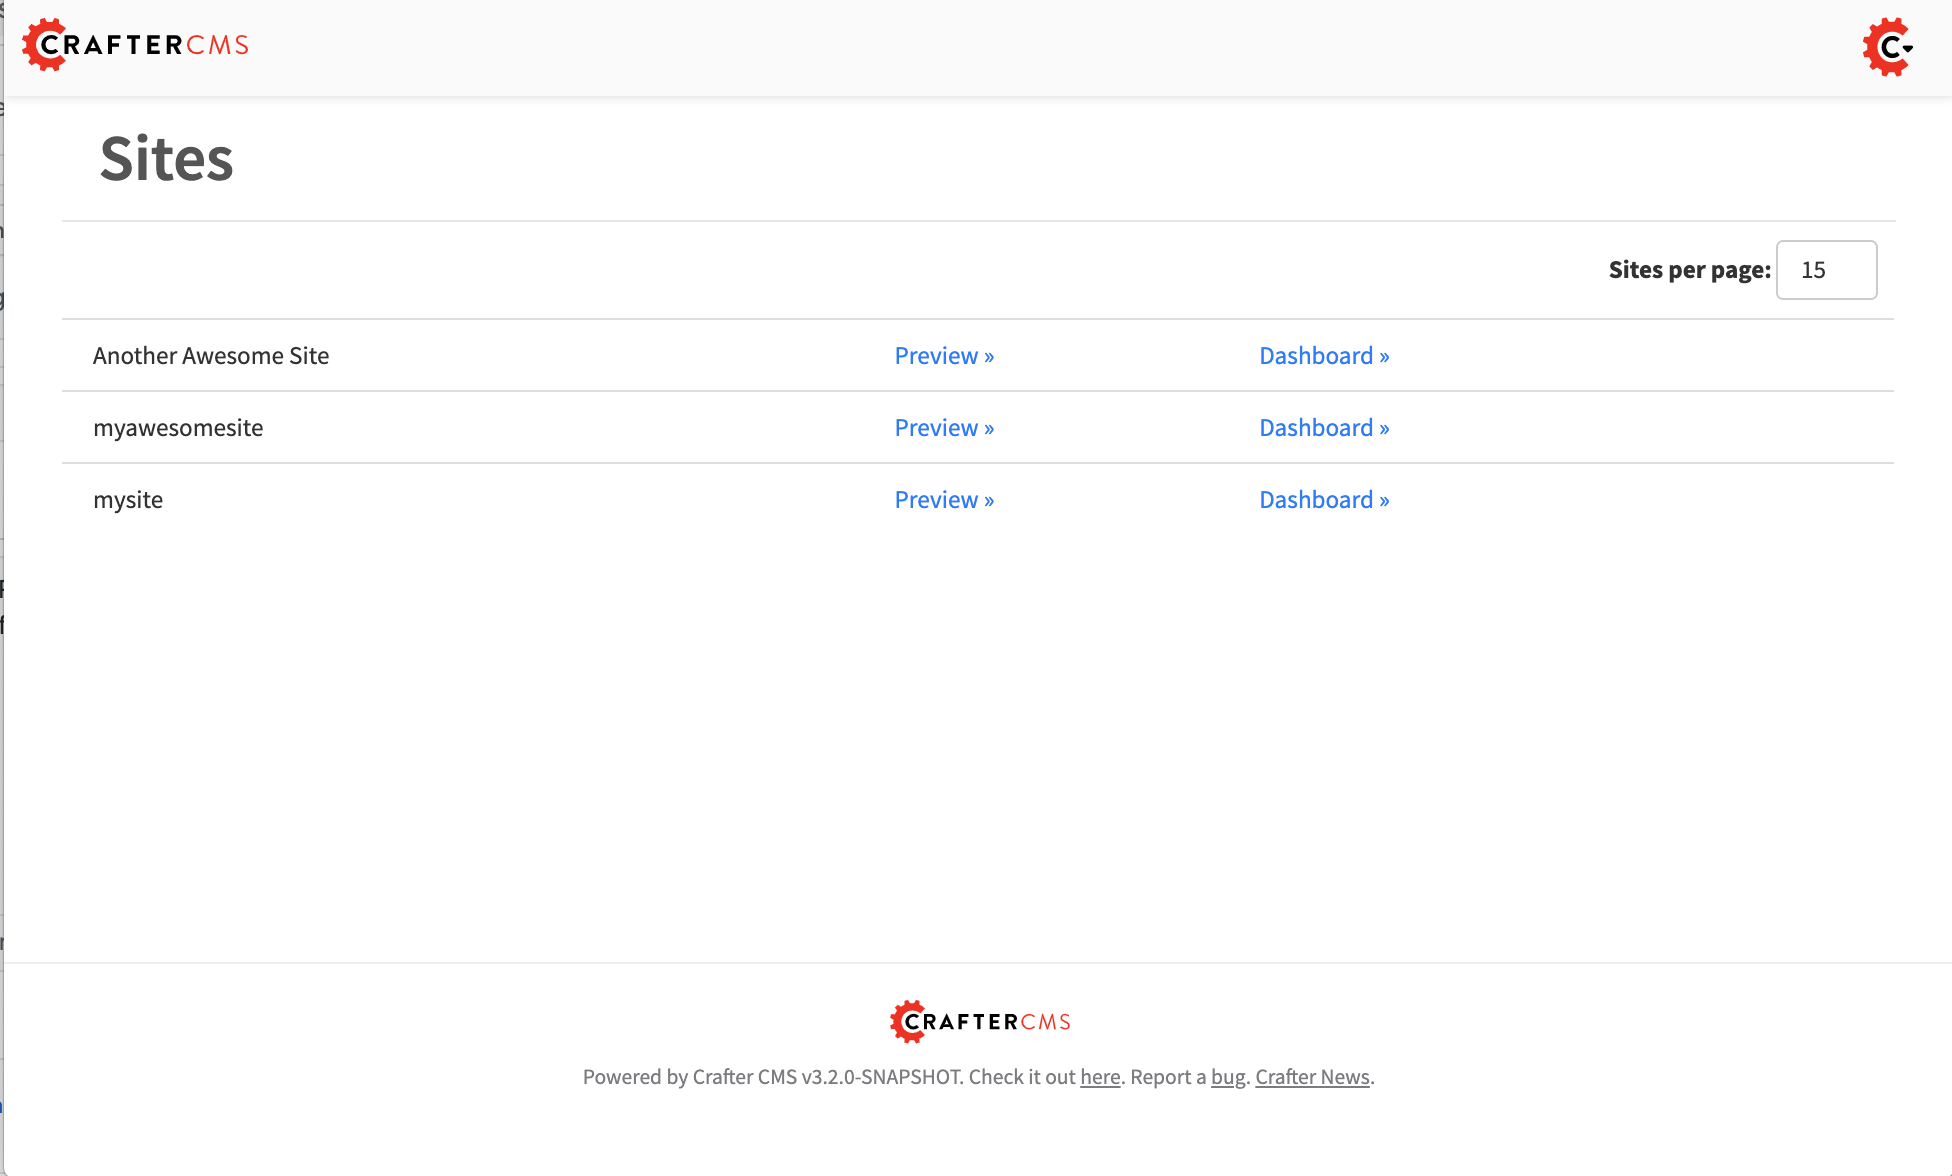 CRAFTERCMS
Sites
Sites per page: 15
Another Awesome Site Preview » Dashboard »
myawesomesite Preview » Dashboard »
mysite Preview » Dashboard »
CRAFTERCMS
Powered by Crafter CMS v3.2.0-SNAPSHOT. Check it out here. Report a bug. Crafter News.